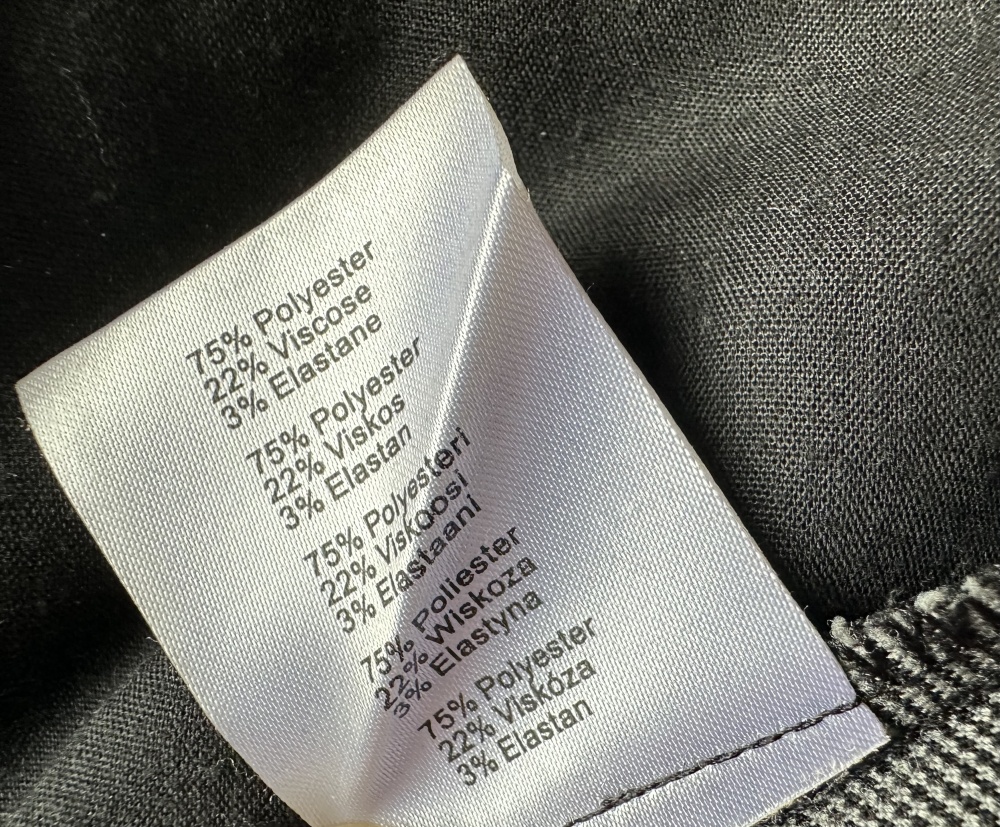 75% Polyester
22% Viscose
3% Elastane
75% Polyester
22% Viskos
3% Elastan
75% Polyesteri
22% Viskoosi
3% Elastaani
75% Poliester
22% Wiskoza
3% Elastyna
75% Polyester
22% Viskóza
3% Elastan